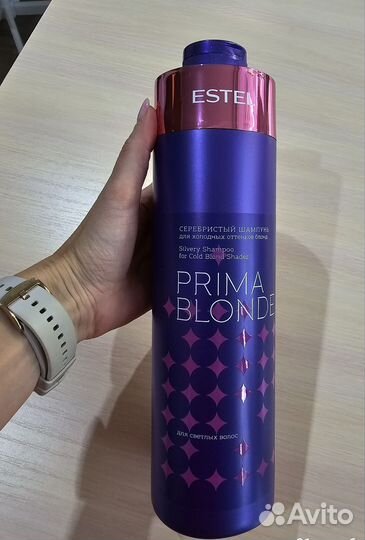 ESTEL
СЕРЕБРИСТЫЙ ШАМПУНЬ
для холодных оттенков блонд
Silvery Shampoo
for Cold Blond Shades
PRIMA
BLONDE
для светлых волос
Avito